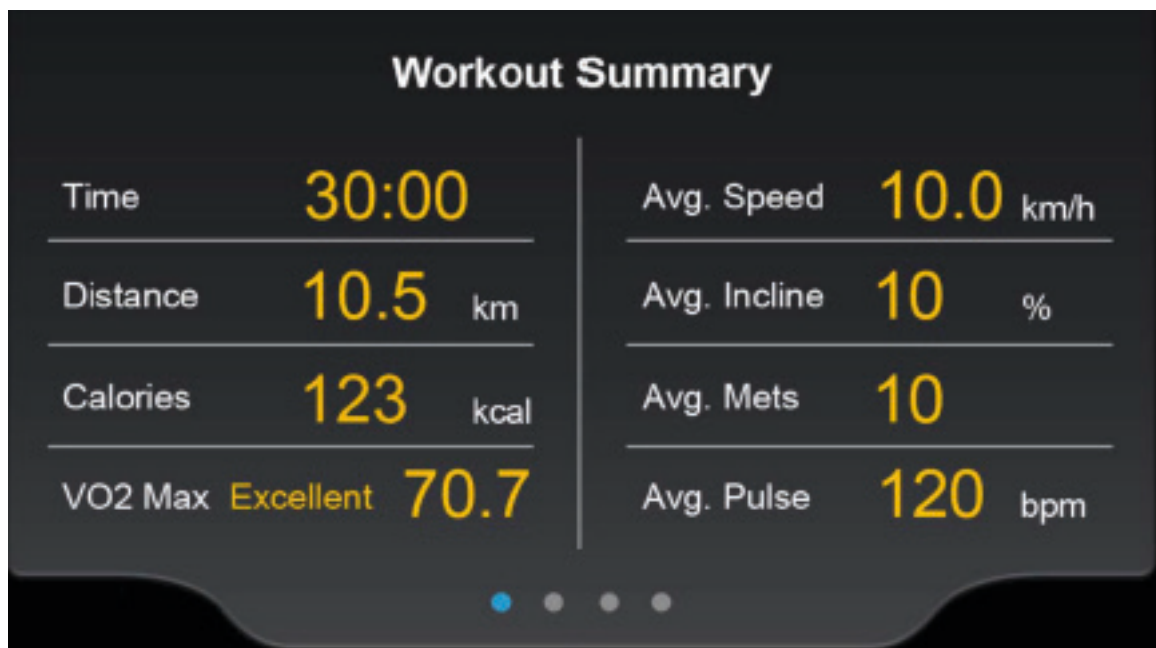 Workout Summary
Time 30:00
Distance 10.5 km
Calories 123 kcal
VO2 Max Excellent 70.7
Avg. Speed 10.0 km/h
Avg. Incline 10 %
Avg. Mets 10
Avg. Pulse 120 bpm